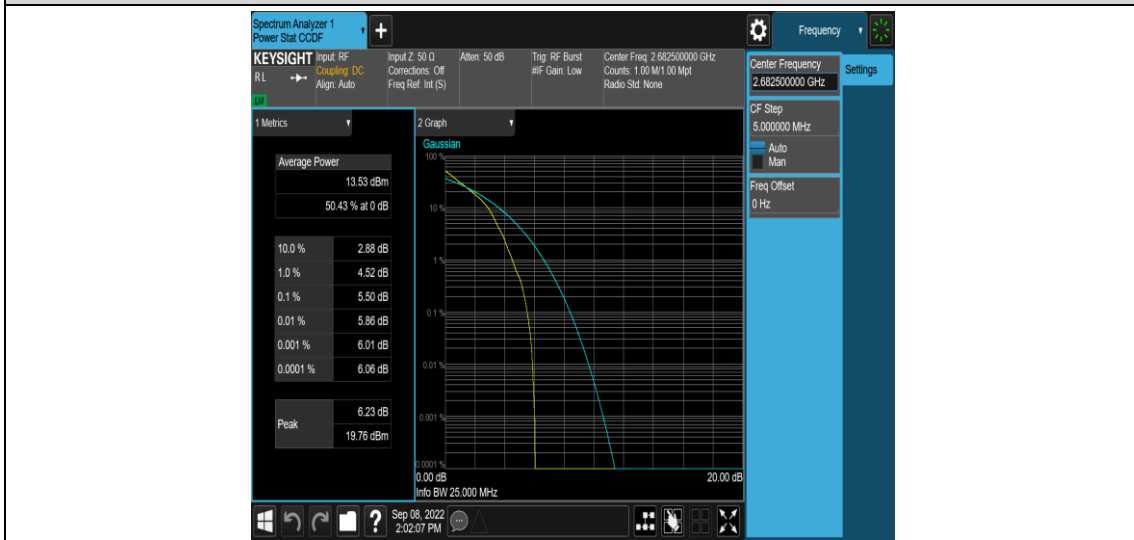 Spectrum Analyzer 1
Power Stat CCDF
+
Frequency
KEYSIGHT
RL
LXI
Input: RF
Coupling: DC
Align: Auto
Input Z: 50 Ω
Corrections: Off
Freq Ref: Int (S)
Atten: 50 dB
Trig: RF Burst
#IF Gain: Low
Center Freq: 2.682500000 GHz
Counts: 1.00 M/1.00 Mpt
Radio Std: None
Center Frequency
2.682500000 GHz
Settings
CF Step
5.000000 MHz
Auto
Man
Freq Offset
0 Hz
1 Metrics
Average Power
13.53 dBm
50.43 % at 0 dB
10.0 % 2.88 dB
1.0 % 4.52 dB
0.1 % 5.50 dB
0.01 % 5.86 dB
0.001 % 6.01 dB
0.0001 % 6.06 dB
Peak 6.23 dB
19.76 dBm
2 Graph
Gaussian
100 %
10 %
1 %
0.1 %
0.01 %
0.001 %
0.0001 %
0.00 dB 20.00 dB
Info BW 25.000 MHz
?
Sep 08, 2022
2:02:07 PM